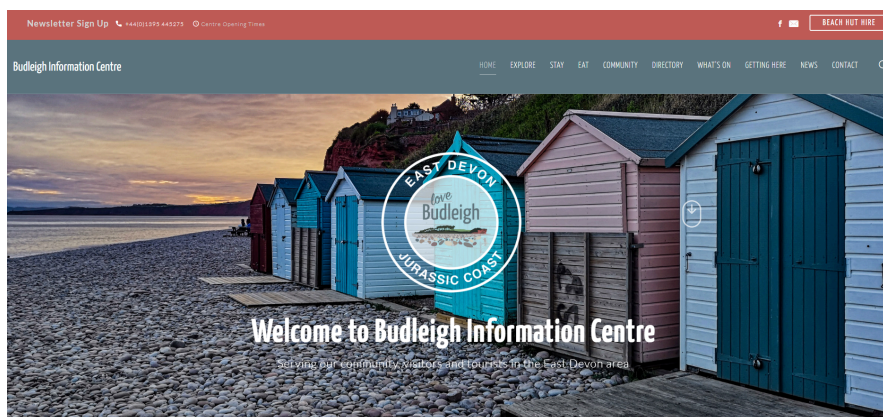 Newsletter Sign Up +44(0)1395 445275 Centre Opening Times
BEACH HUT HIRE
Budleigh Information Centre
HOME EXPLORE STAY EAT COMMUNITY DIRECTORY WHAT'S ON GETTING HERE NEWS CONTACT
EAST DEVON
love
Budleigh
JURASSIC COAST
Welcome to Budleigh Information Centre
Serving our community, visitors and tourists in the East Devon area